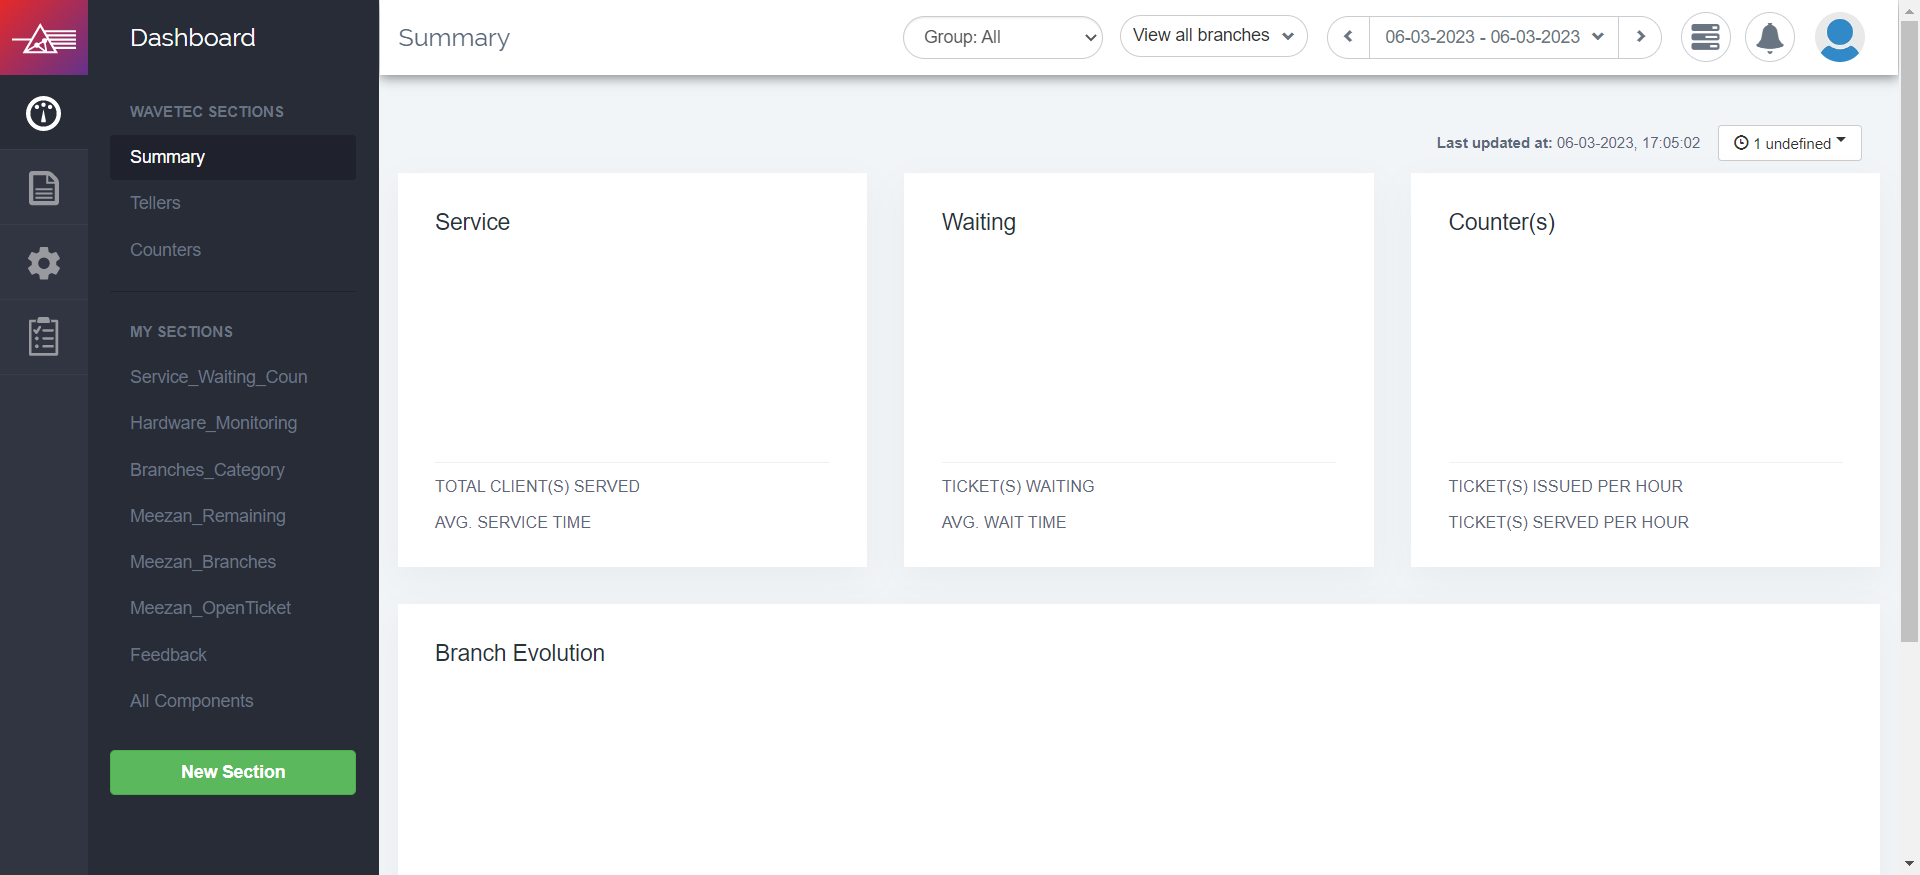 Dashboard
WAVETEC SECTIONS
Summary
Tellers
Counters
MY SECTIONS
Service_Waiting_Coun
Hardware_Monitoring
Branches_Category
Meezan_Remaining
Meezan_Branches
Meezan_OpenTicket
Feedback
All Components
New Section
Summary
Group: All
View all branches
06-03-2023 - 06-03-2023
Last updated at: 06-03-2023, 17:05:02
1 undefined
Service
TOTAL CLIENT(S) SERVED
AVG. SERVICE TIME
Waiting
TICKET(S) WAITING
AVG. WAIT TIME
Counter(s)
TICKET(S) ISSUED PER HOUR
TICKET(S) SERVED PER HOUR
Branch Evolution